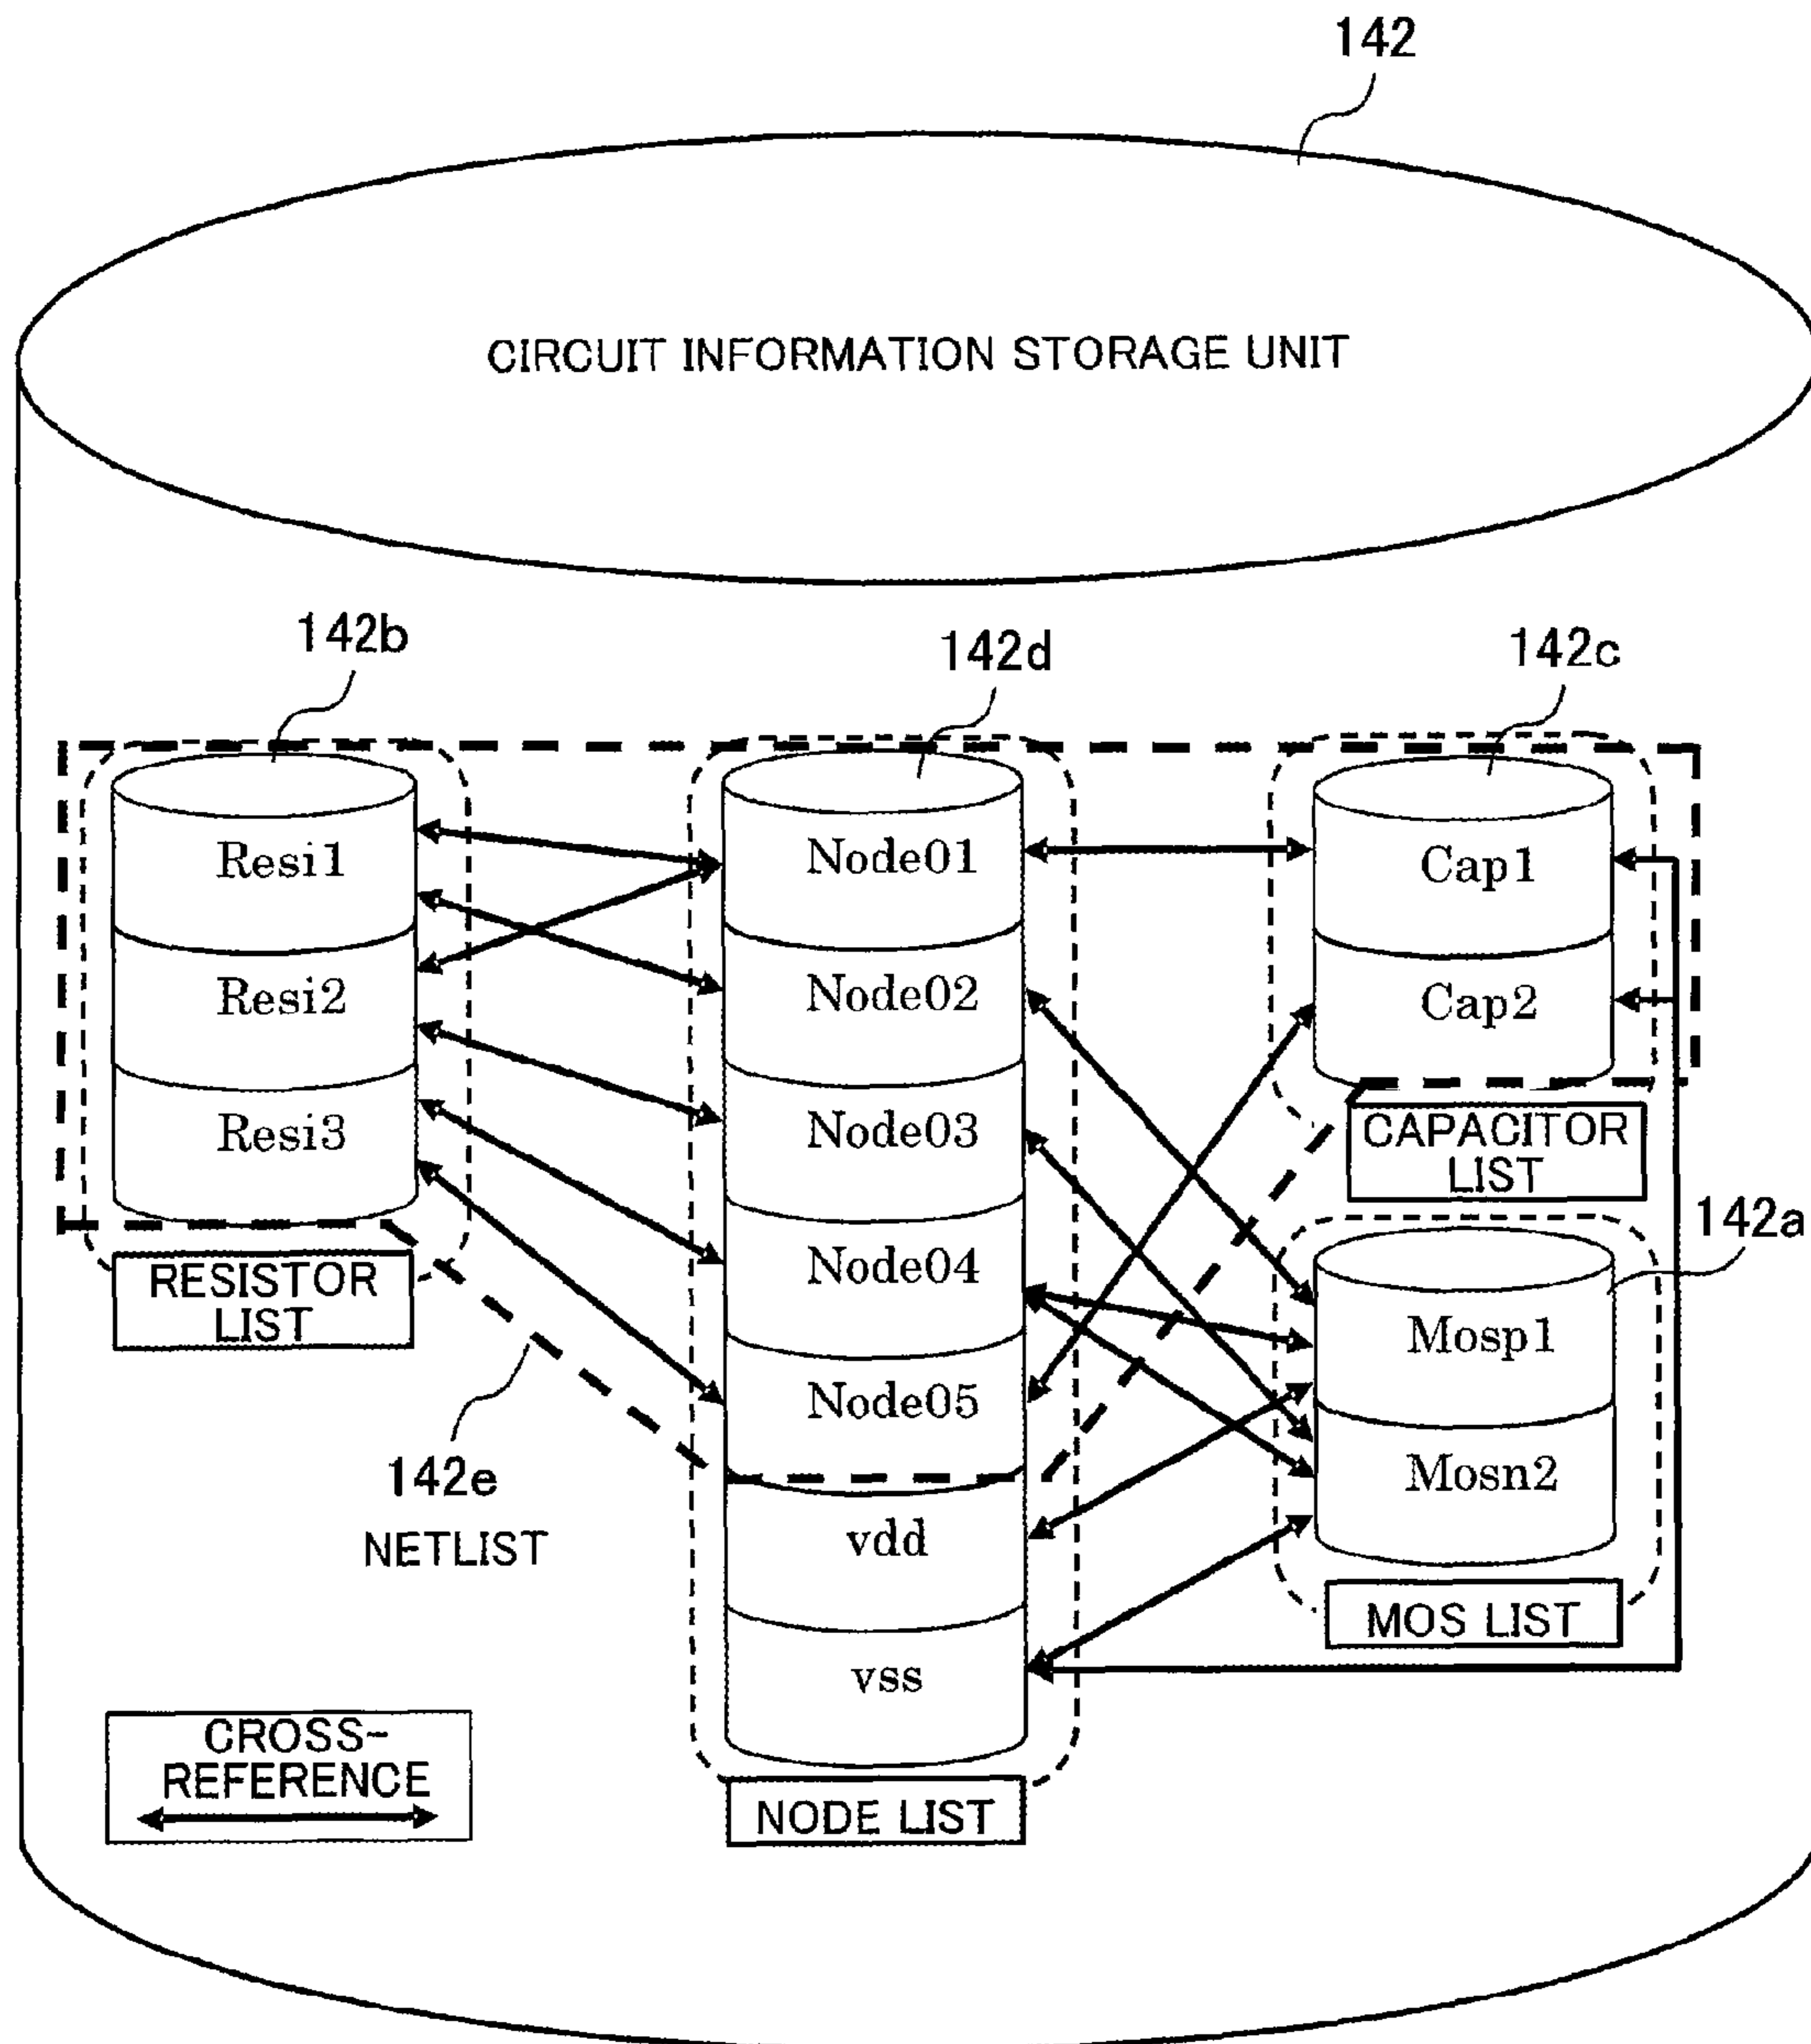 142
CIRCUIT INFORMATION STORAGE UNIT
142b
142d
142c
Resi1
Resi2
Resi3
RESISTOR
LIST
Node01
Node02
Node03
Node04
Node05
vdd
vss
NODE LIST
Cap1
Cap2
CAPACITOR
LIST
142a
Mosp1
Mosn2
MOS LIST
142e
NETLIST
CROSS-
REFERENCE